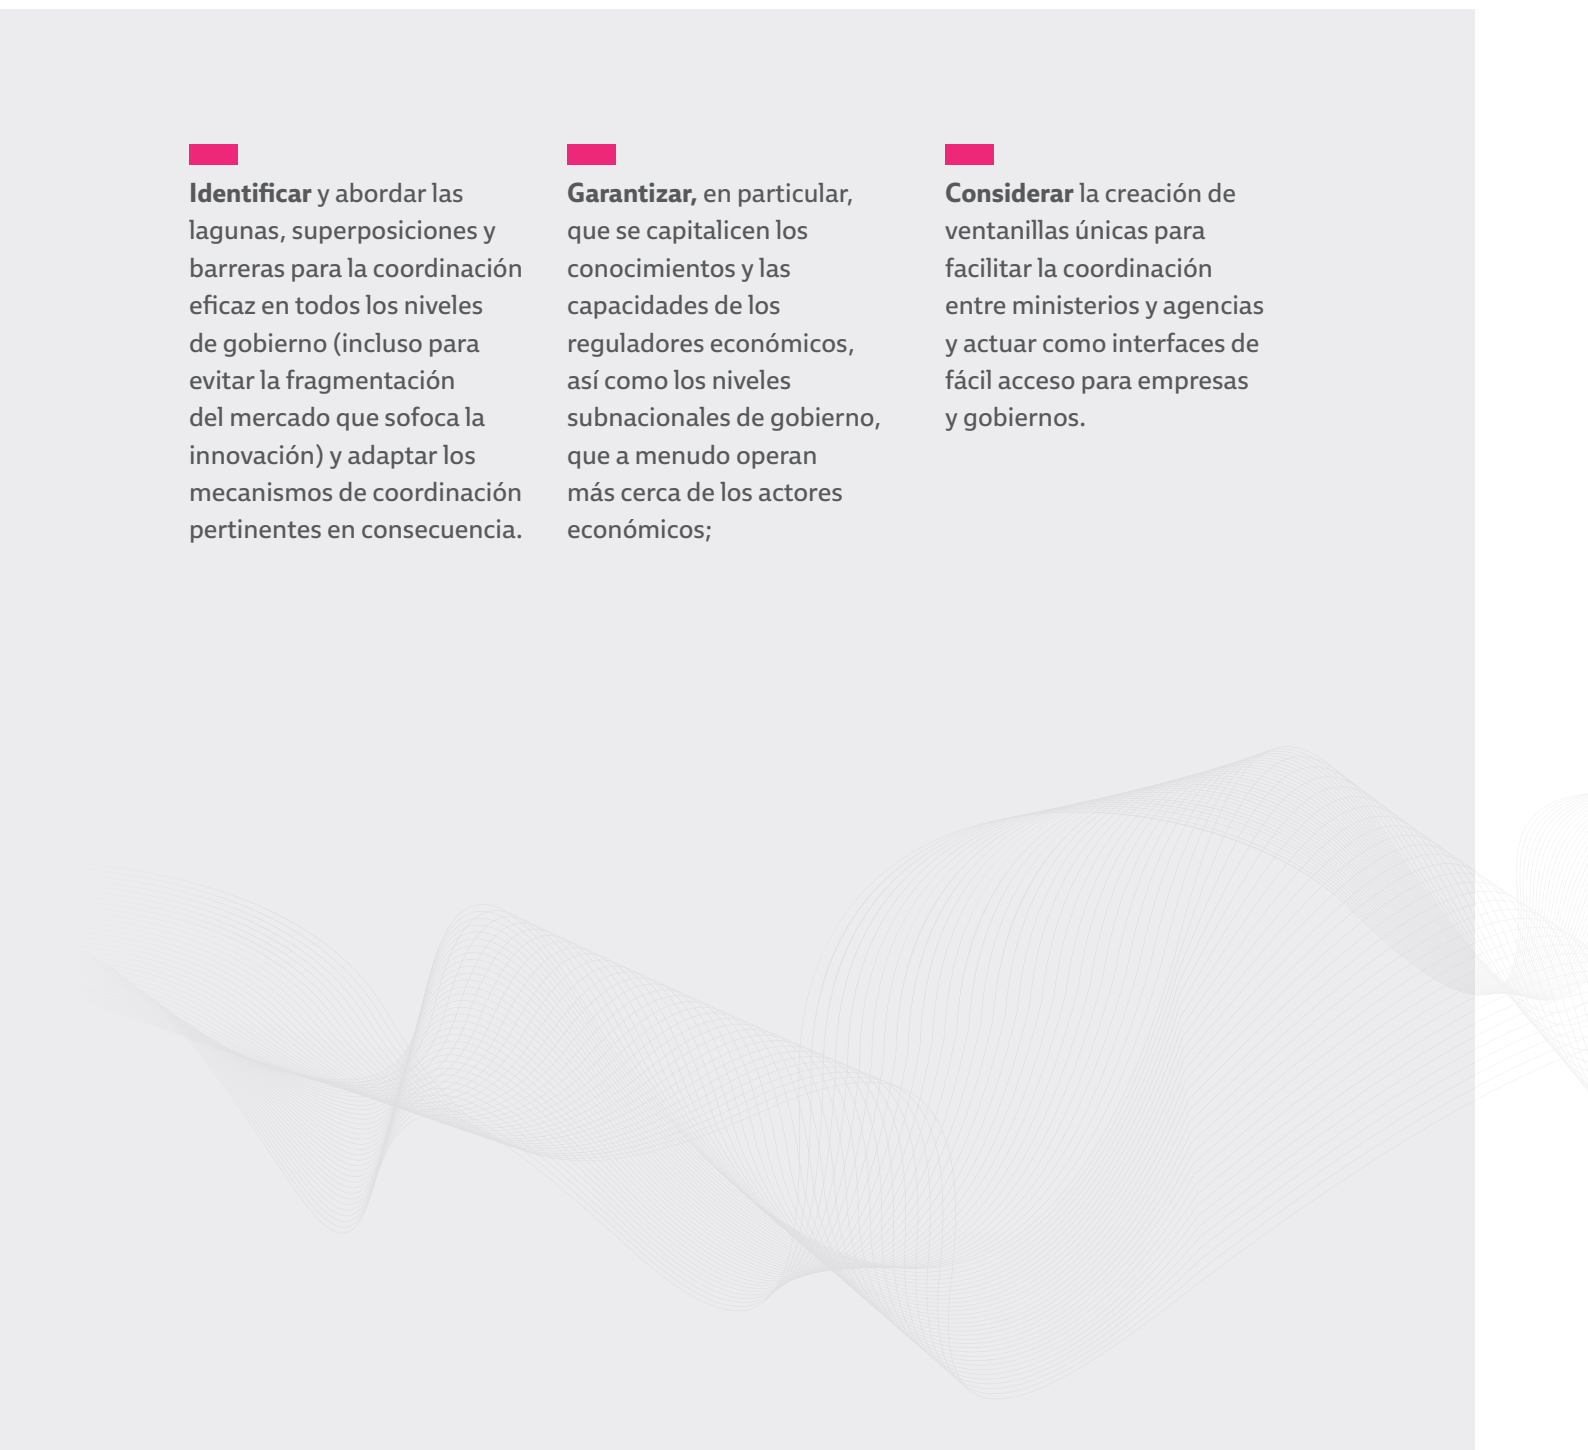 Identificar y abordar las
lagunas, superposiciones y
barreras para la coordinación
eficaz en todos los niveles
de gobierno (incluso para
evitar la fragmentación
del mercado que sofoca la
innovación) y adaptar los
mecanismos de coordinación
pertinentes en consecuencia.
Garantizar, en particular,
que se capitalicen los
conocimientos y las
capacidades de los
reguladores económicos,
así como los niveles
subnacionales de gobierno,
que a menudo operan
más cerca de los actores
económicos;
Considerar la creación de
ventanillas únicas para
facilitar la coordinación
entre ministerios y agencias
y actuar como interfaces de
fácil acceso para empresas
y gobiernos.